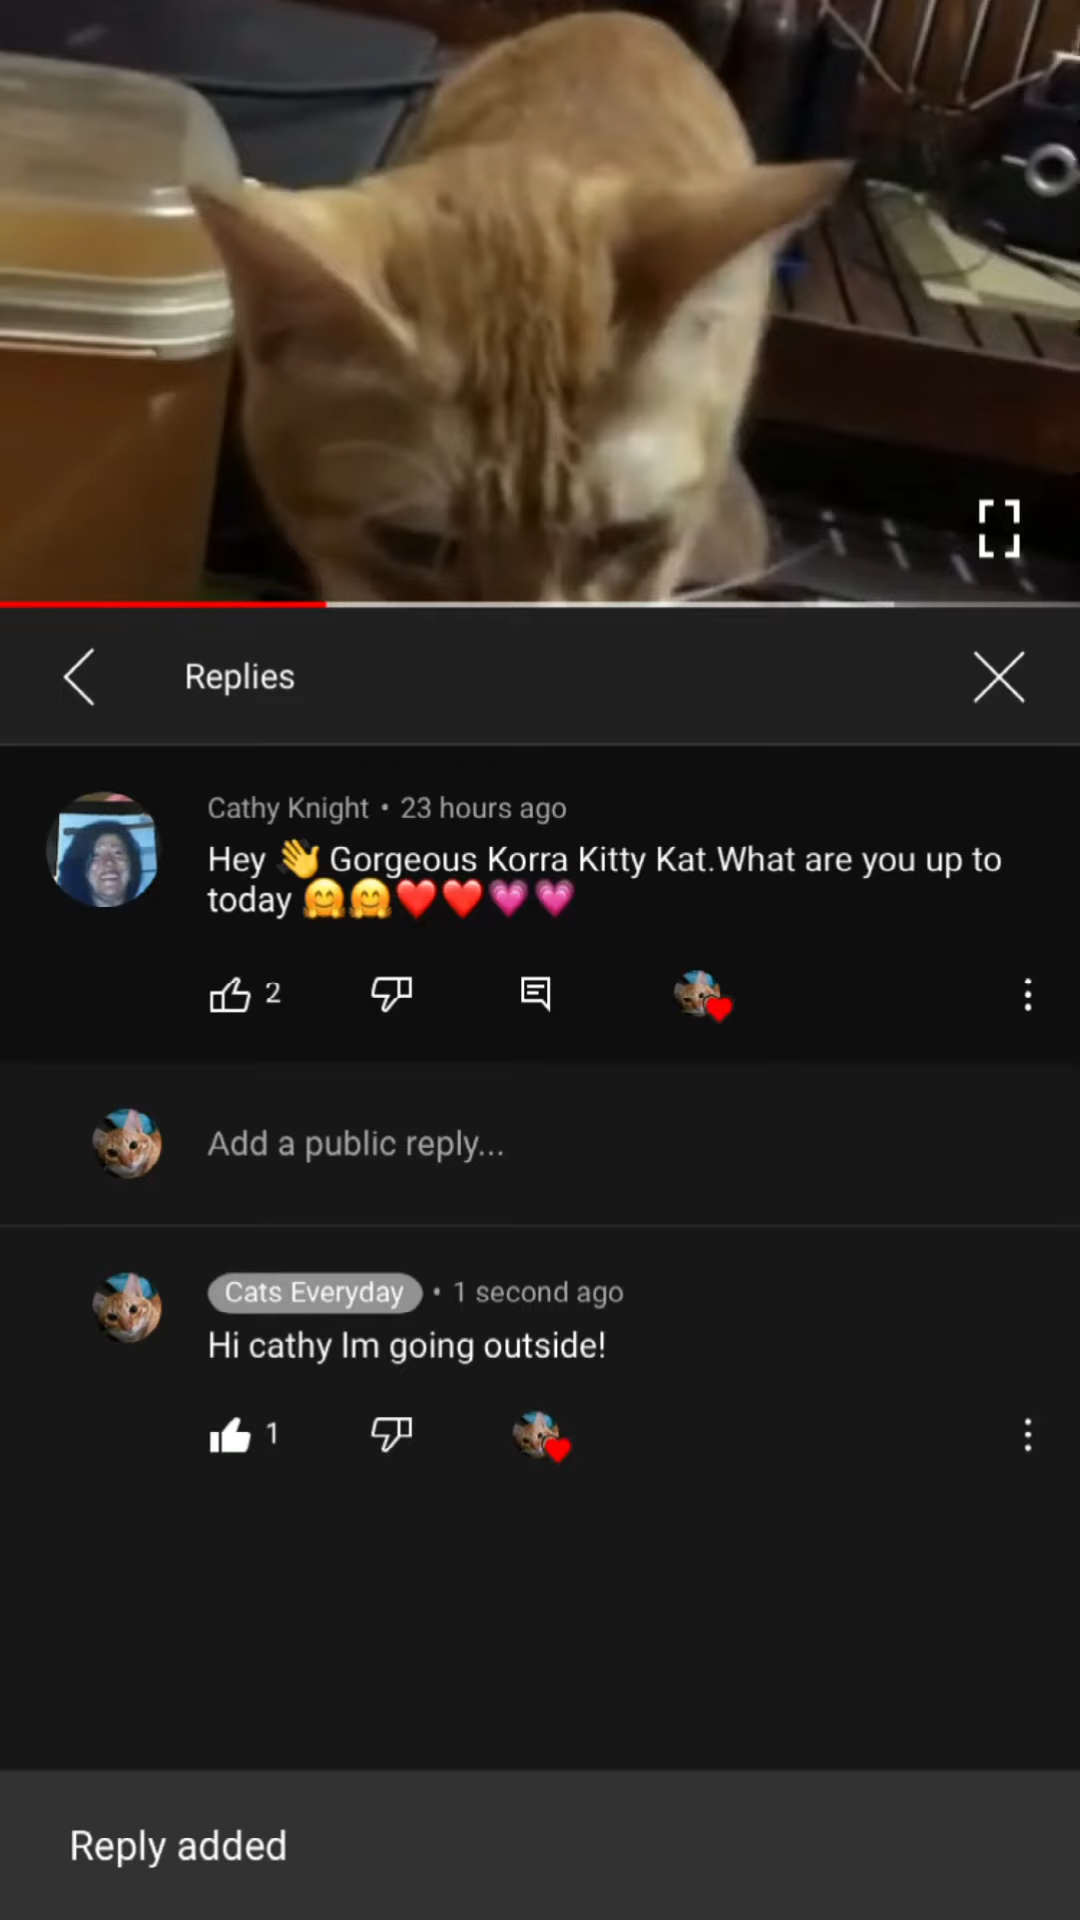 Replies
Cathy Knight • 23 hours ago
Hey 👋 Gorgeous Korra Kitty Kat.What are you up to
today 🤗🤗❤️❤️💗💗
2
Add a public reply...
Cats Everyday • 1 second ago
Hi cathy Im going outside!
1
Reply added